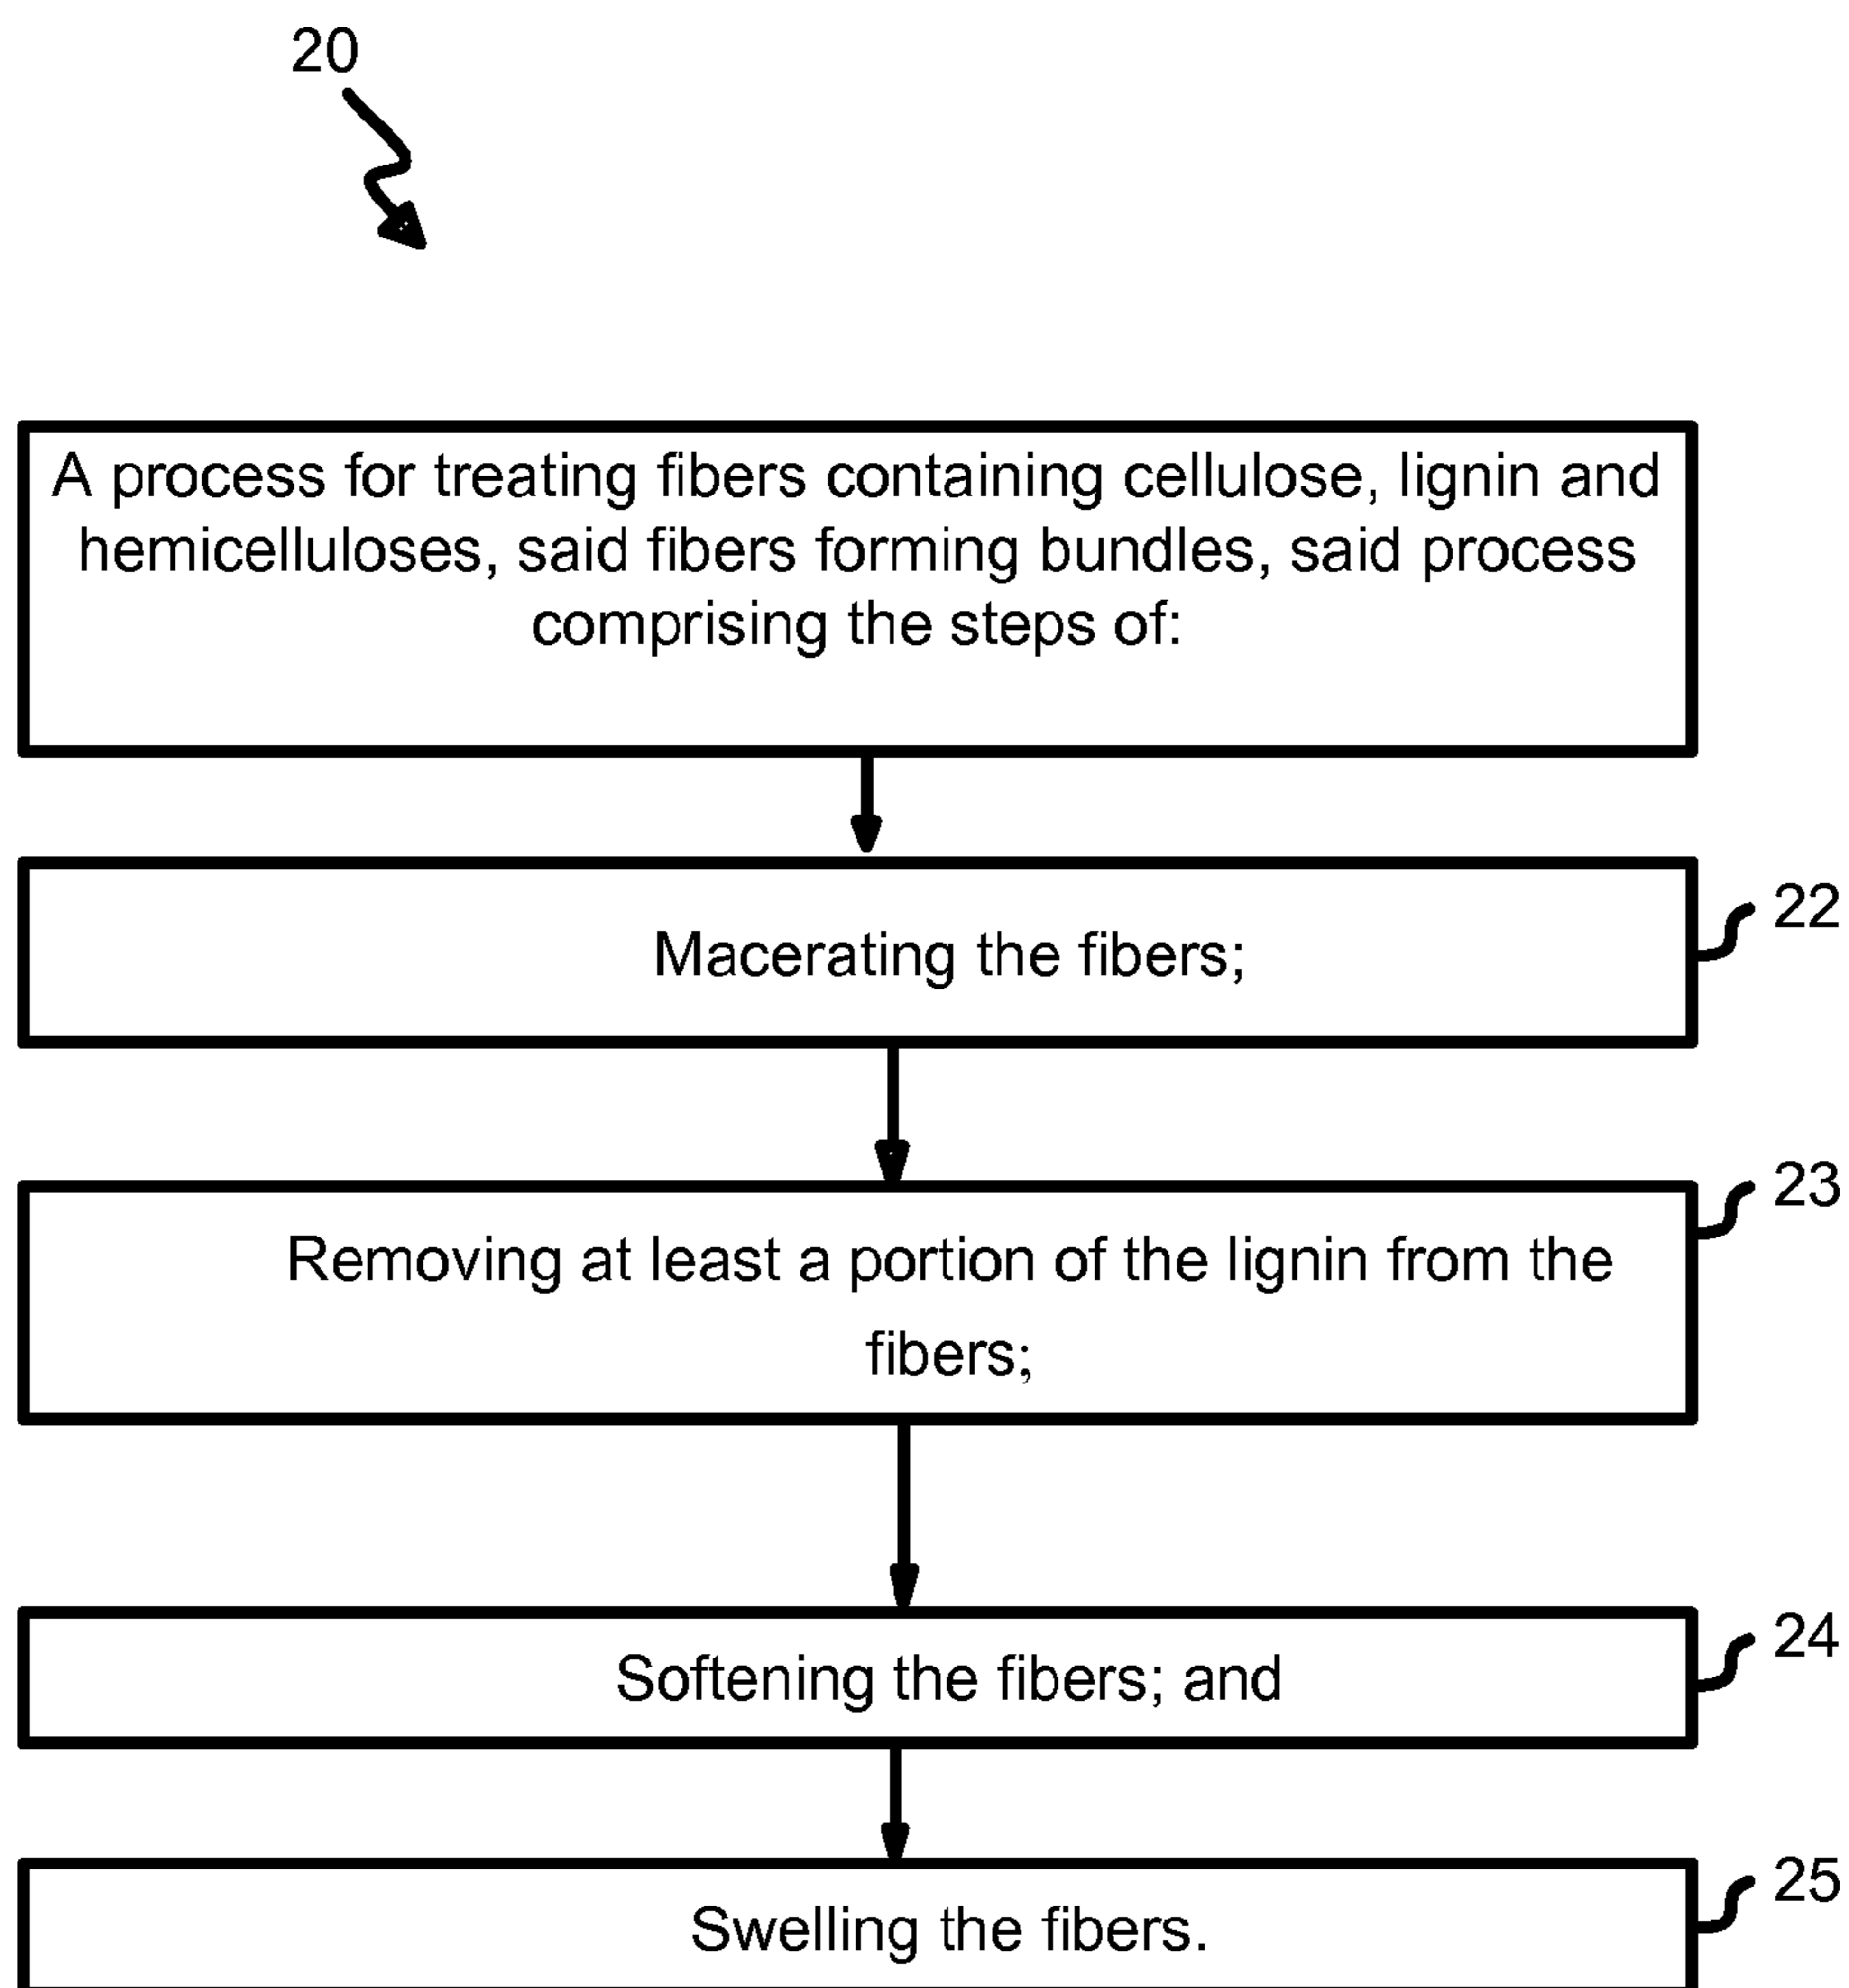 20
A process for treating fibers containing cellulose, lignin and
hemicelluloses, said fibers forming bundles, said process
comprising the steps of:
22
Macerating the fibers;
23
Removing at least a portion of the lignin from the
fibers;
24
Softening the fibers; and
25
Swelling the fibers.